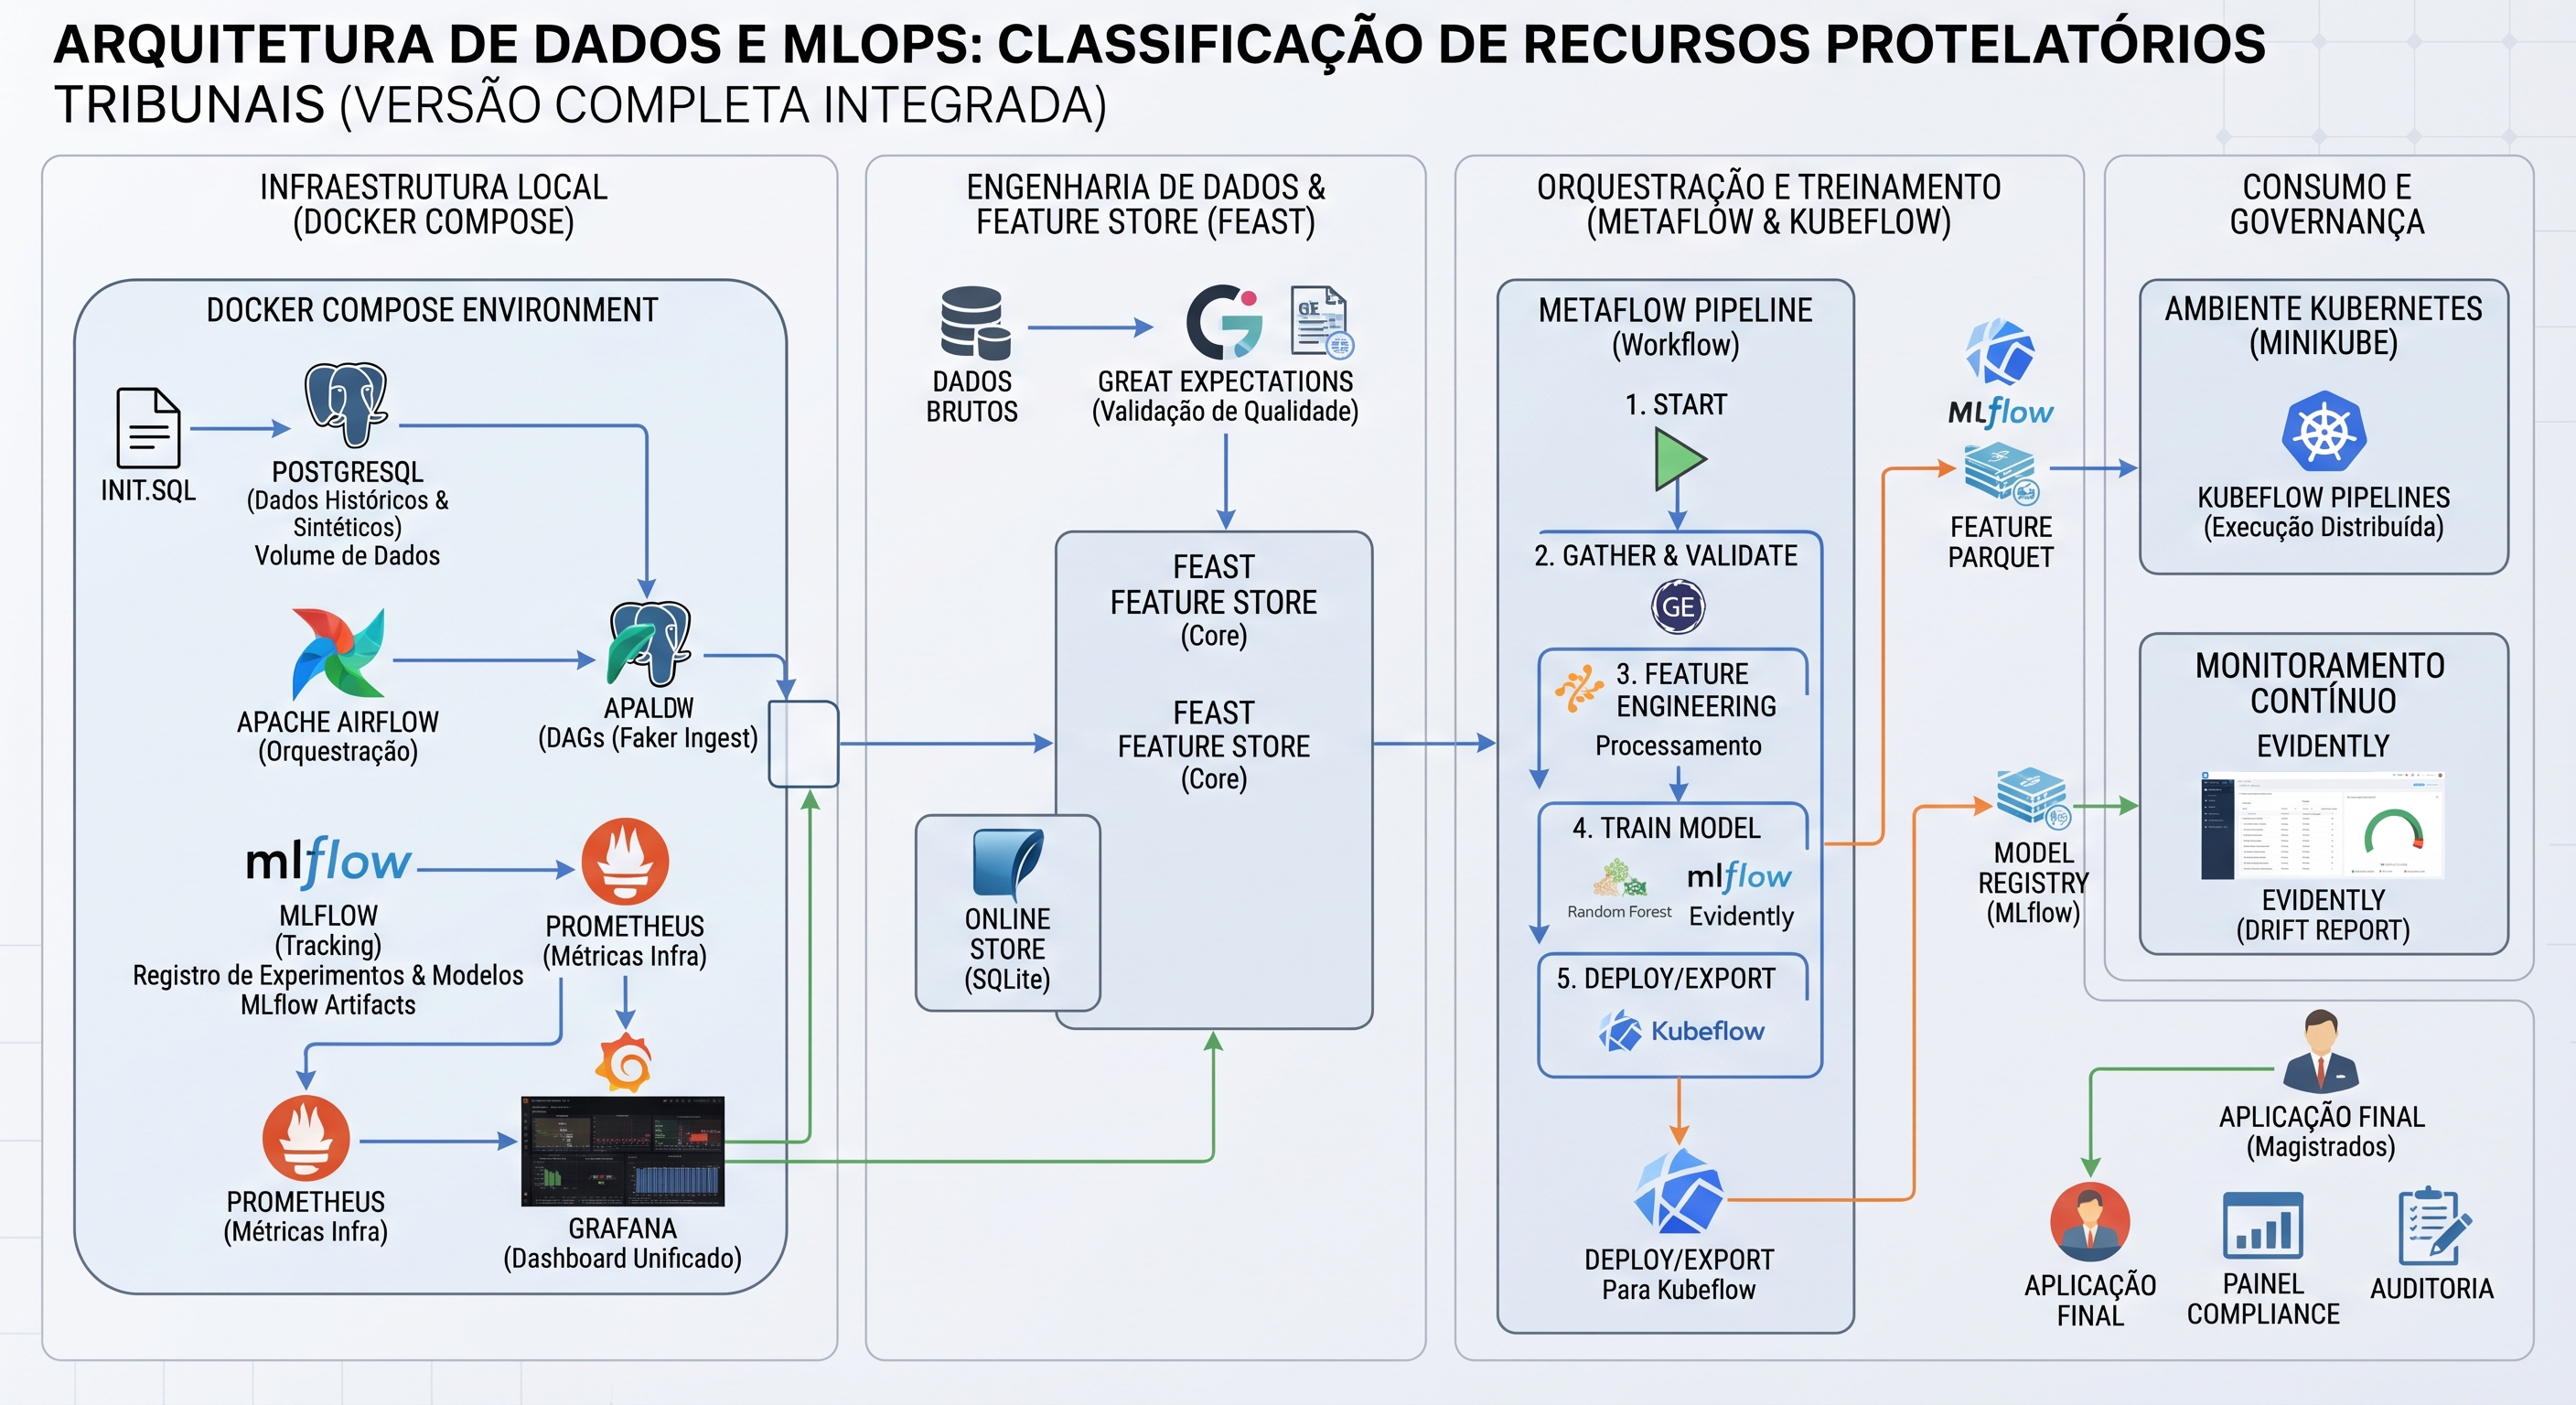 ARQUITETURA DE DADOS E MLOPS: CLASSIFICAÇÃO DE RECURSOS PROTELATÓRIOS
TRIBUNAIS (VERSÃO COMPLETA INTEGRADA)
INFRAESTRUTURA LOCAL
(DOCKER COMPOSE)
DOCKER COMPOSE ENVIRONMENT
INIT.SQL
POSTGRESQL
(Dados Históricos &
Sintéticos)
Volume de Dados
APACHE AIRFLOW
(Orquestração)
APALDW
(DAGs (Faker Ingest)
mlflow
MLFLOW
(Tracking)
Registro de Experimentos & Modelos
MLflow Artifacts
PROMETHEUS
(Métricas Infra)
PROMETHEUS
(Métricas Infra)
GRAFANA
(Dashboard Unificado)
ENGENHARIA DE DADOS &
FEATURE STORE (FEAST)
DADOS
BRUTOS
GE
GREAT EXPECTATIONS
(Validação de Qualidade)
FEAST
FEATURE STORE
(Core)
FEAST
FEATURE STORE
(Core)
ONLINE
STORE
(SQLite)
ORQUESTRAÇÃO E TREINAMENTO
(METAFLOW & KUBEFLOW)
METAFLOW PIPELINE
(Workflow)
1. START
2. GATHER & VALIDATE
GE
3. FEATURE
ENGINEERING
Processamento
4. TRAIN MODEL
Random Forest
mlflow
Evidently
5. DEPLOY/EXPORT
Kubeflow
DEPLOY/EXPORT
Para Kubeflow
MLflow
FEATURE
PARQUET
MODEL
REGISTRY
(MLflow)
CONSUMO E
GOVERNANÇA
AMBIENTE KUBERNETES
(MINIKUBE)
KUBEFLOW PIPELINES
(Execução Distribuída)
MONITORAMENTO
CONTÍNUO
EVIDENTLY
EVIDENTLY
(DRIFT REPORT)
APLICAÇÃO FINAL
(Magistrados)
APLICAÇÃO
FINAL
PAINEL
COMPLIANCE
AUDITORIA